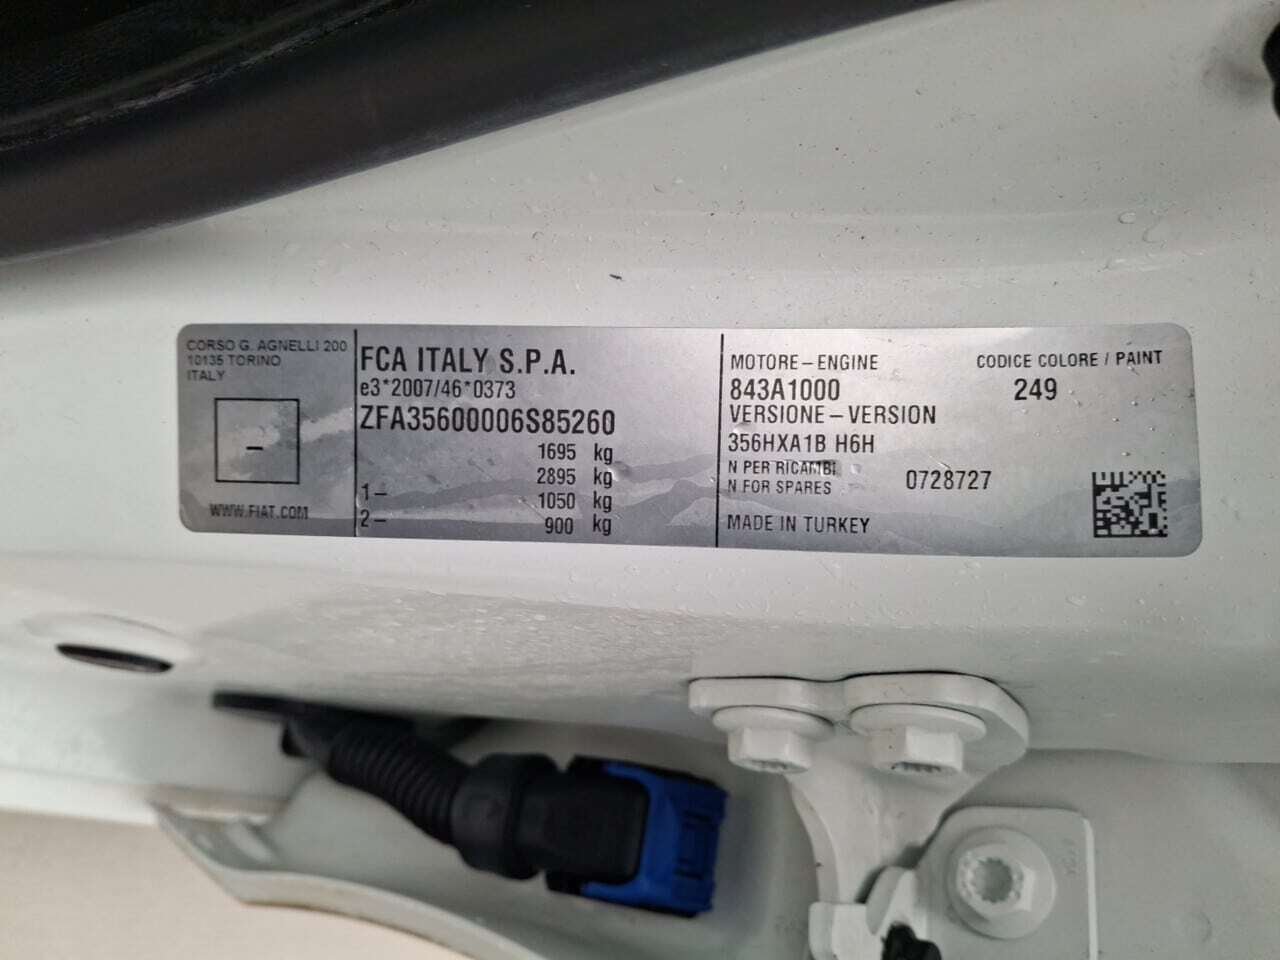 CORSO G. AGNELLI 200
10135 TORINO
ITALY
-
WWW.FIAT.COM
FCA ITALY S.P.A.
e3*2007/46*0373
ZFA35600006S85260
1695 kg
2895 kg
1- 1050 kg
2- 900 kg
MOTORE-ENGINE
843A1000
VERSIONE-VERSION
356HXA1B H6H
N PER RICAMBI
N FOR SPARES 0728727
MADE IN TURKEY
CODICE COLORE / PAINT
249